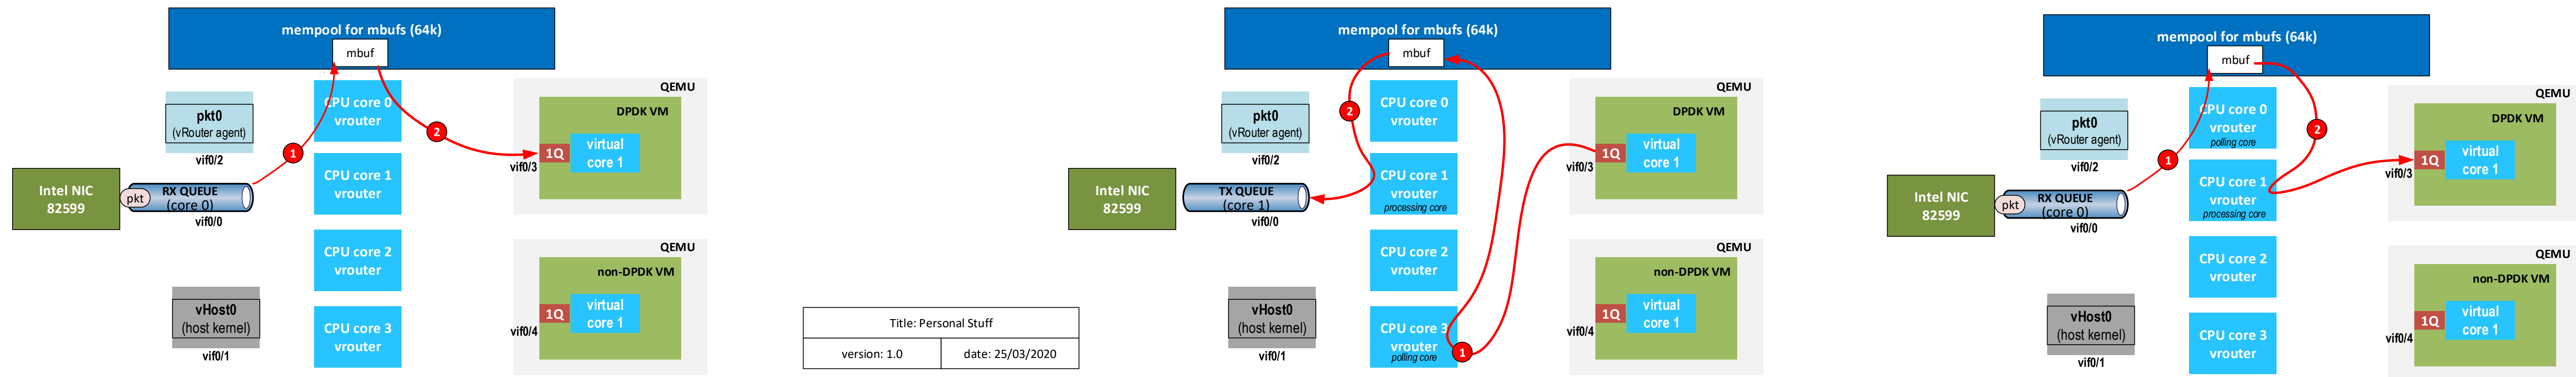 mempool for mbufs (64k)
mbuf
CPU core 0
vrouter
pkt0
(vRouter agent)
vif0/2
1
2
QEMU
DPDK VM
1Q
virtual
core 1
vif0/3
CPU core 1
vrouter
Intel NIC
82599
pkt
RX QUEUE
(core 0)
vif0/0
CPU core 2
vrouter
QEMU
non-DPDK VM
1Q
virtual
core 1
vif0/4
vHost0
(host kernel)
vif0/1
CPU core 3
vrouter
Title: Personal Stuff
version: 1.0
date: 25/03/2020
mempool for mbufs (64k)
mbuf
CPU core 0
vrouter
pkt0
(vRouter agent)
vif0/2
2
QEMU
DPDK VM
1Q
virtual
core 1
vif0/3
CPU core 1
vrouter
processing core
Intel NIC
82599
TX QUEUE
(core 1)
vif0/0
CPU core 2
vrouter
QEMU
non-DPDK VM
1Q
virtual
core 1
vif0/4
vHost0
(host kernel)
vif0/1
CPU core 3
vrouter
polling core
1
mempool for mbufs (64k)
mbuf
CPU core 0
vrouter
polling core
pkt0
(vRouter agent)
vif0/2
1
2
QEMU
DPDK VM
1Q
virtual
core 1
vif0/3
CPU core 1
vrouter
processing core
Intel NIC
82599
pkt
RX QUEUE
(core 0)
vif0/0
CPU core 2
vrouter
QEMU
non-DPDK VM
1Q
virtual
core 1
vif0/4
vHost0
(host kernel)
vif0/1
CPU core 3
vrouter